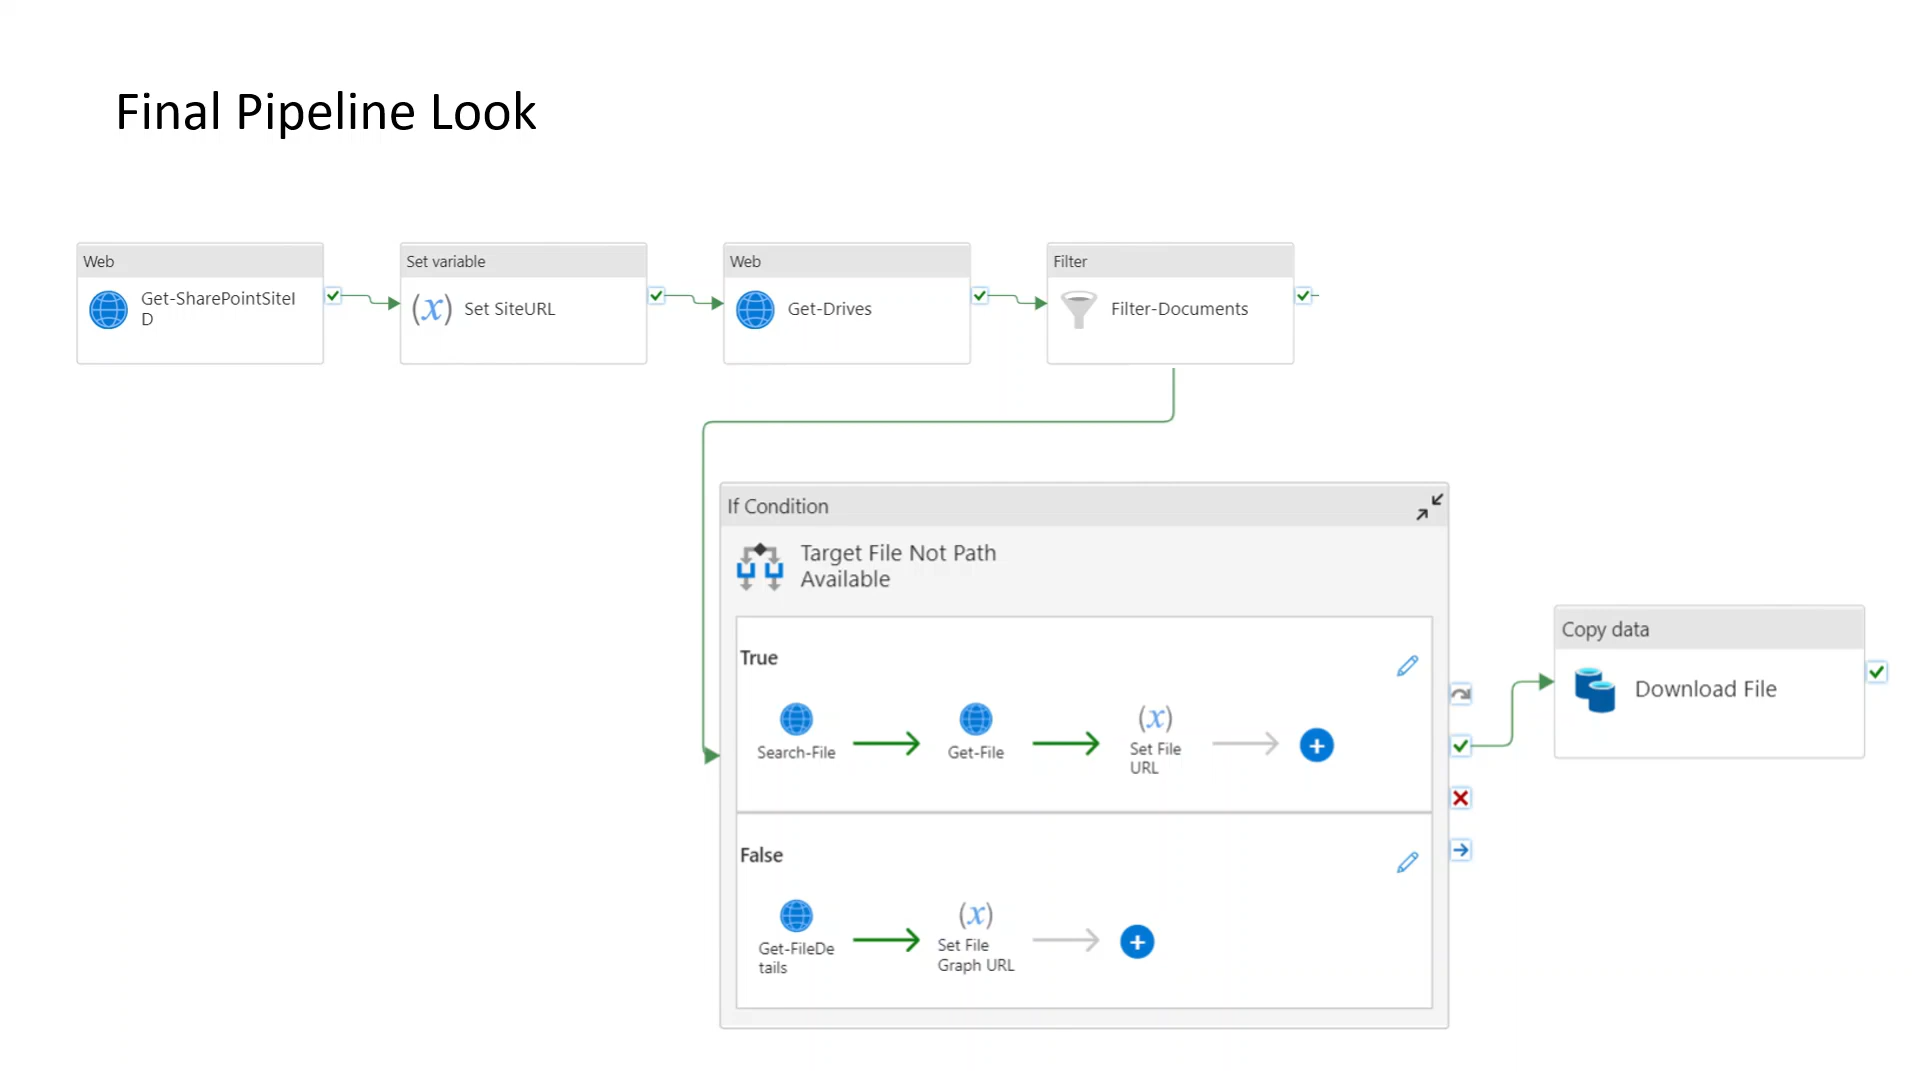 Final Pipeline Look
Web
Get-SharePointSiteI
D
Set variable
(x) Set SiteURL
Web
Get-Drives
Filter
Filter-Documents
If Condition
Target File Not Path
Available
True
Search-File
Get-File
(x)
Set File
URL
False
Get-FileDe
tails
(x)
Set File
Graph URL
Copy data
Download File